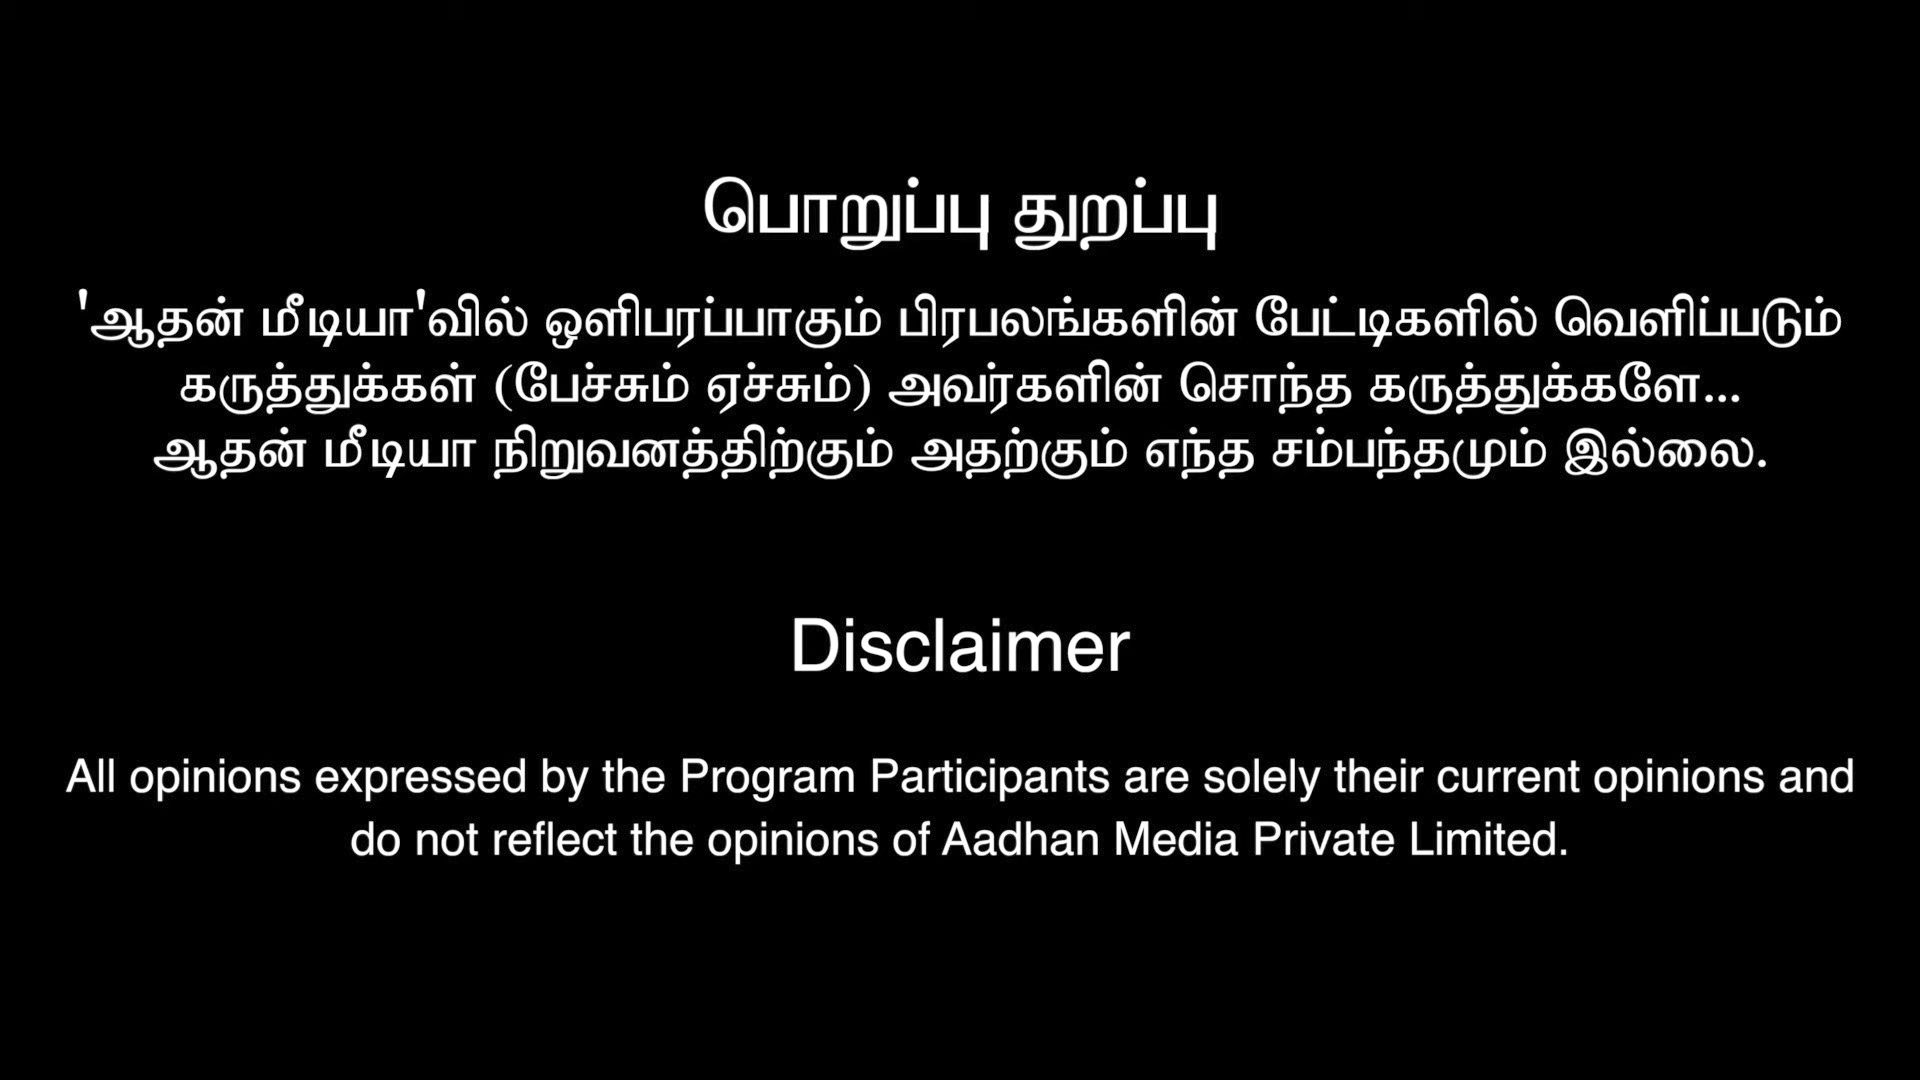 பொறுப்பு துறப்பு
'ஆதன் மீடியா'வில் ஒளிபரப்பாகும் பிரபலங்களின் பேட்டிகளில் வெளிப்படும்
கருத்துக்கள் (பேச்சும் ஏச்சும்) அவர்களின் சொந்த கருத்துக்களே...
ஆதன் மீடியா நிறுவனத்திற்கும் அதற்கும் எந்த சம்பந்தமும் இல்லை.
Disclaimer
All opinions expressed by the Program Participants are solely their current opinions and
do not reflect the opinions of Aadhan Media Private Limited.